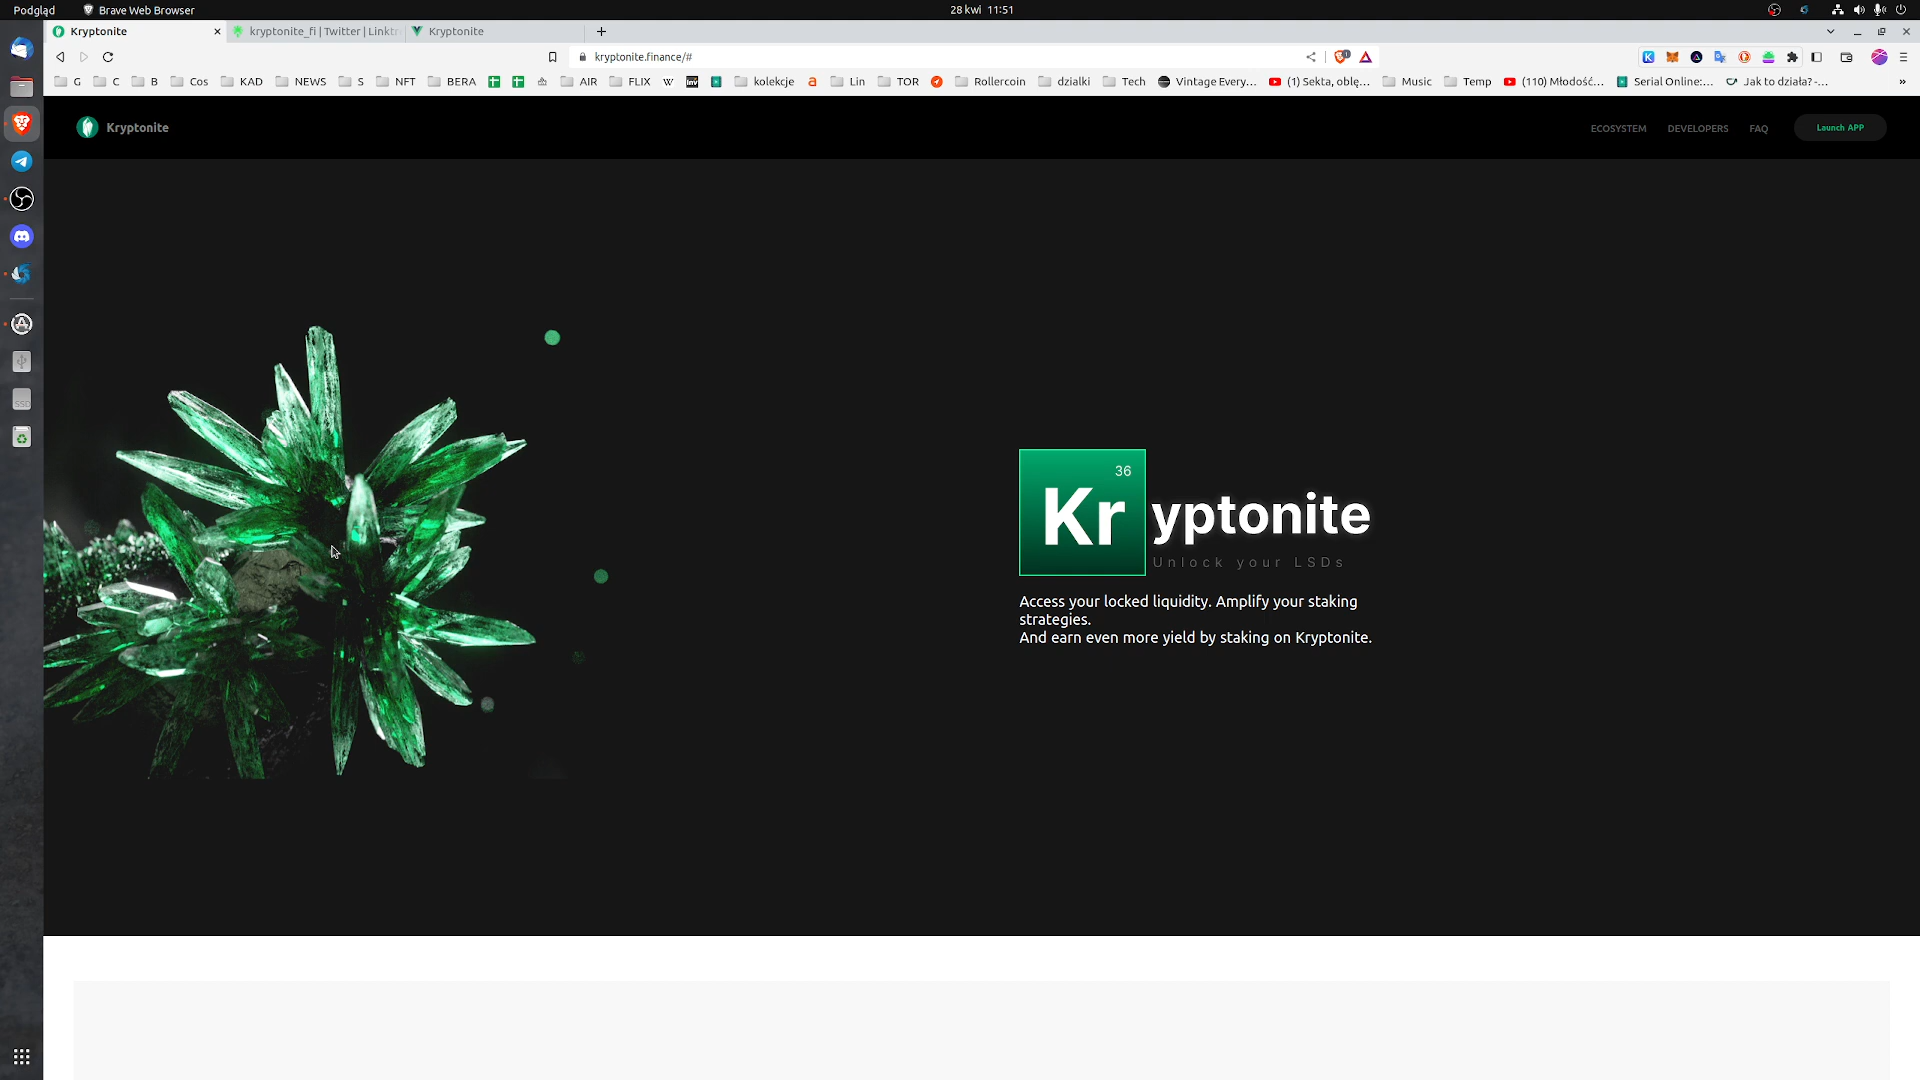 Podgląd
Brave Web Browser
28 kwi 11:51
Kryptonite
kryptonite_fi | Twitter | Linktr
Kryptonite
kryptonite.finance/#
G
C
B
Cos
KAD
NEWS
S
NFT
BERA
AIR
FLIX
W
inv
kolekcje
a
Lin
TOR
Rollercoin
dzialki
Tech
Vintage Every...
(1) Sekta, oblę...
Music
Temp
(110) Młodość...
Serial Online:...
Jak to działa? -...
»
Kryptonite
ECOSYSTEM
DEVELOPERS
FAQ
Launch APP
36
Kryptonite
Unlock your LSDs
Access your locked liquidity. Amplify your staking
strategies.
And earn even more yield by staking on Kryptonite.
SSD